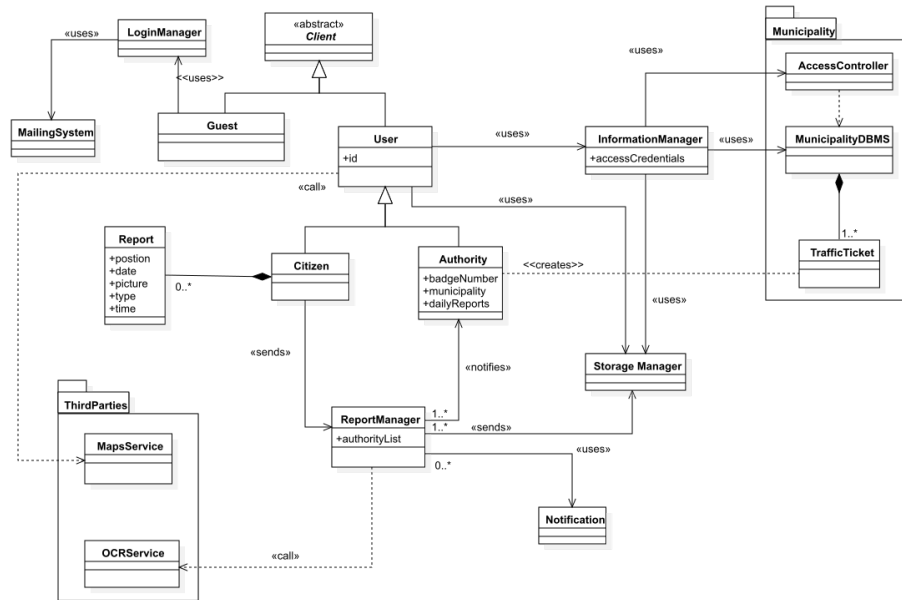 «abstract»
Client
LoginManager
«uses»
<<uses>>
MailingSystem
Guest
Municipality
AccessController
«uses»
User
+id
«uses»
InformationManager
+accessCredentials
«uses»
MunicipalityDBMS
«call»
«uses»
1..*
TrafficTicket
Report
+postion
+date
+picture
+type
+time
0..*
Citizen
Authority
+badgeNumber
+municipality
+dailyReports
<<creates>>
«uses»
«sends»
«notifies»
Storage Manager
ThirdParties
ReportManager
+authorityList
1..*
1..*
«sends»
0..*
«uses»
MapsService
Notification
OCRService
«call»